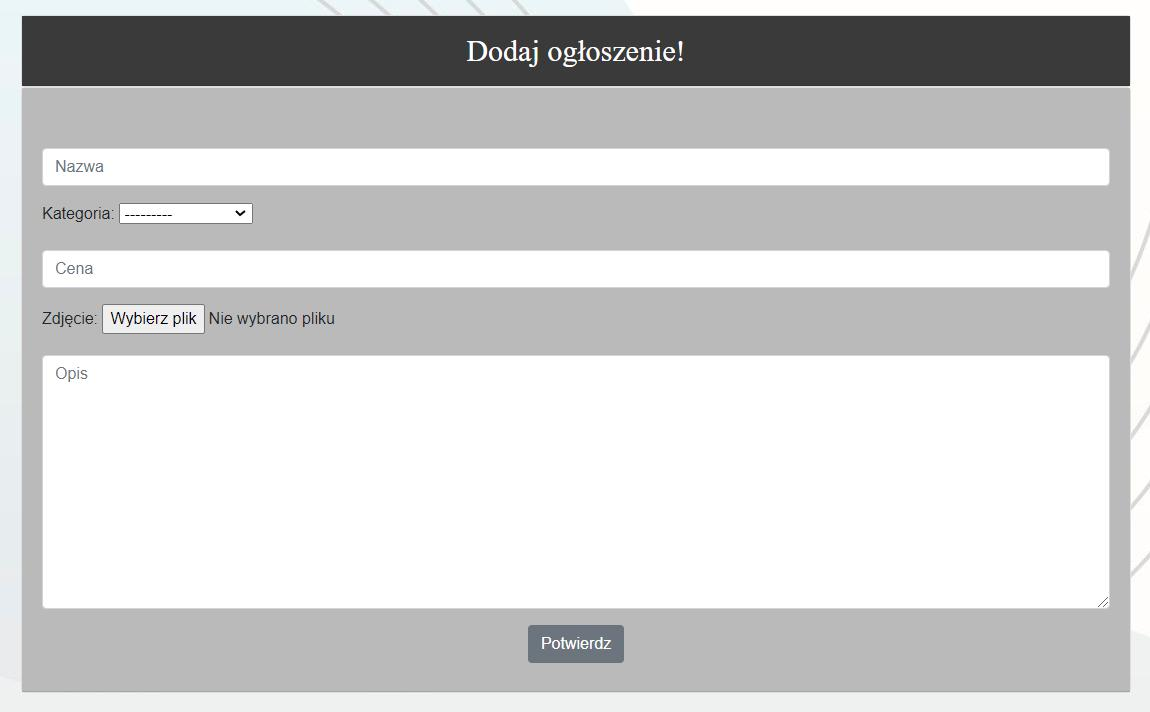 Dodaj ogłoszenie!
Nazwa
Kategoria: ---------
Cena
Zdjęcie: Wybierz plik Nie wybrano pliku
Opis
Potwierdz